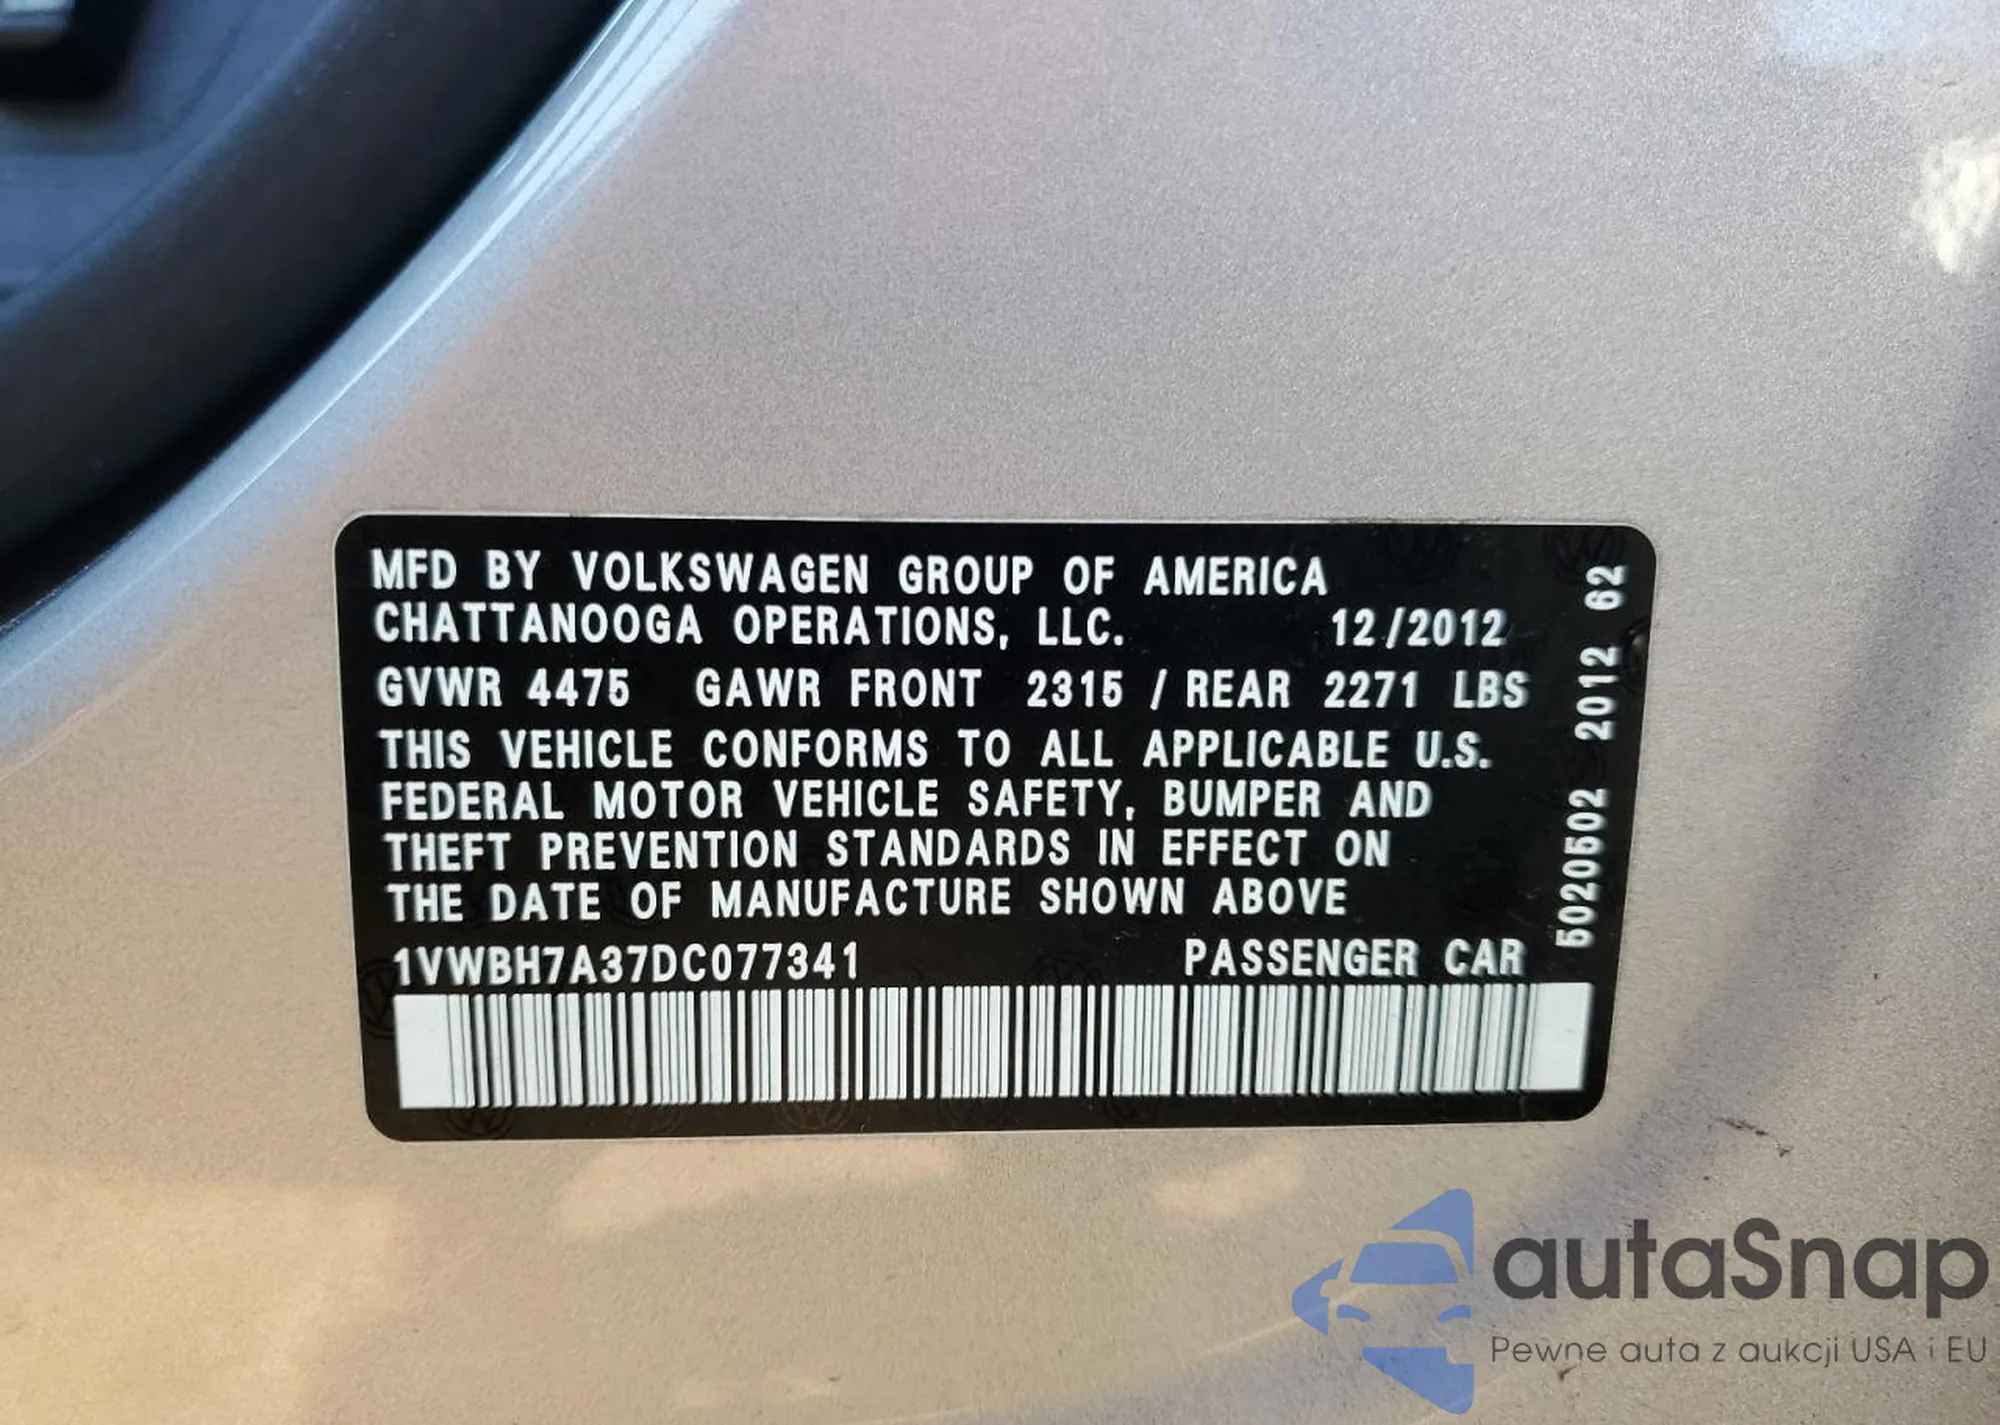 MFD BY VOLKSWAGEN GROUP OF AMERICA
CHATTANOOGA OPERATIONS, LLC. 12/2012
GVWR 4475 GAWR FRONT 2315 / REAR 2271 LBS
THIS VEHICLE CONFORMS TO ALL APPLICABLE U.S.
FEDERAL MOTOR VEHICLE SAFETY, BUMPER AND
THEFT PREVENTION STANDARDS IN EFFECT ON
THE DATE OF MANUFACTURE SHOWN ABOVE
1VWBH7A37DC077341 PASSENGER CAR
5020502 2012 62
autaSnap
Pewne auta z aukcji USA i EU